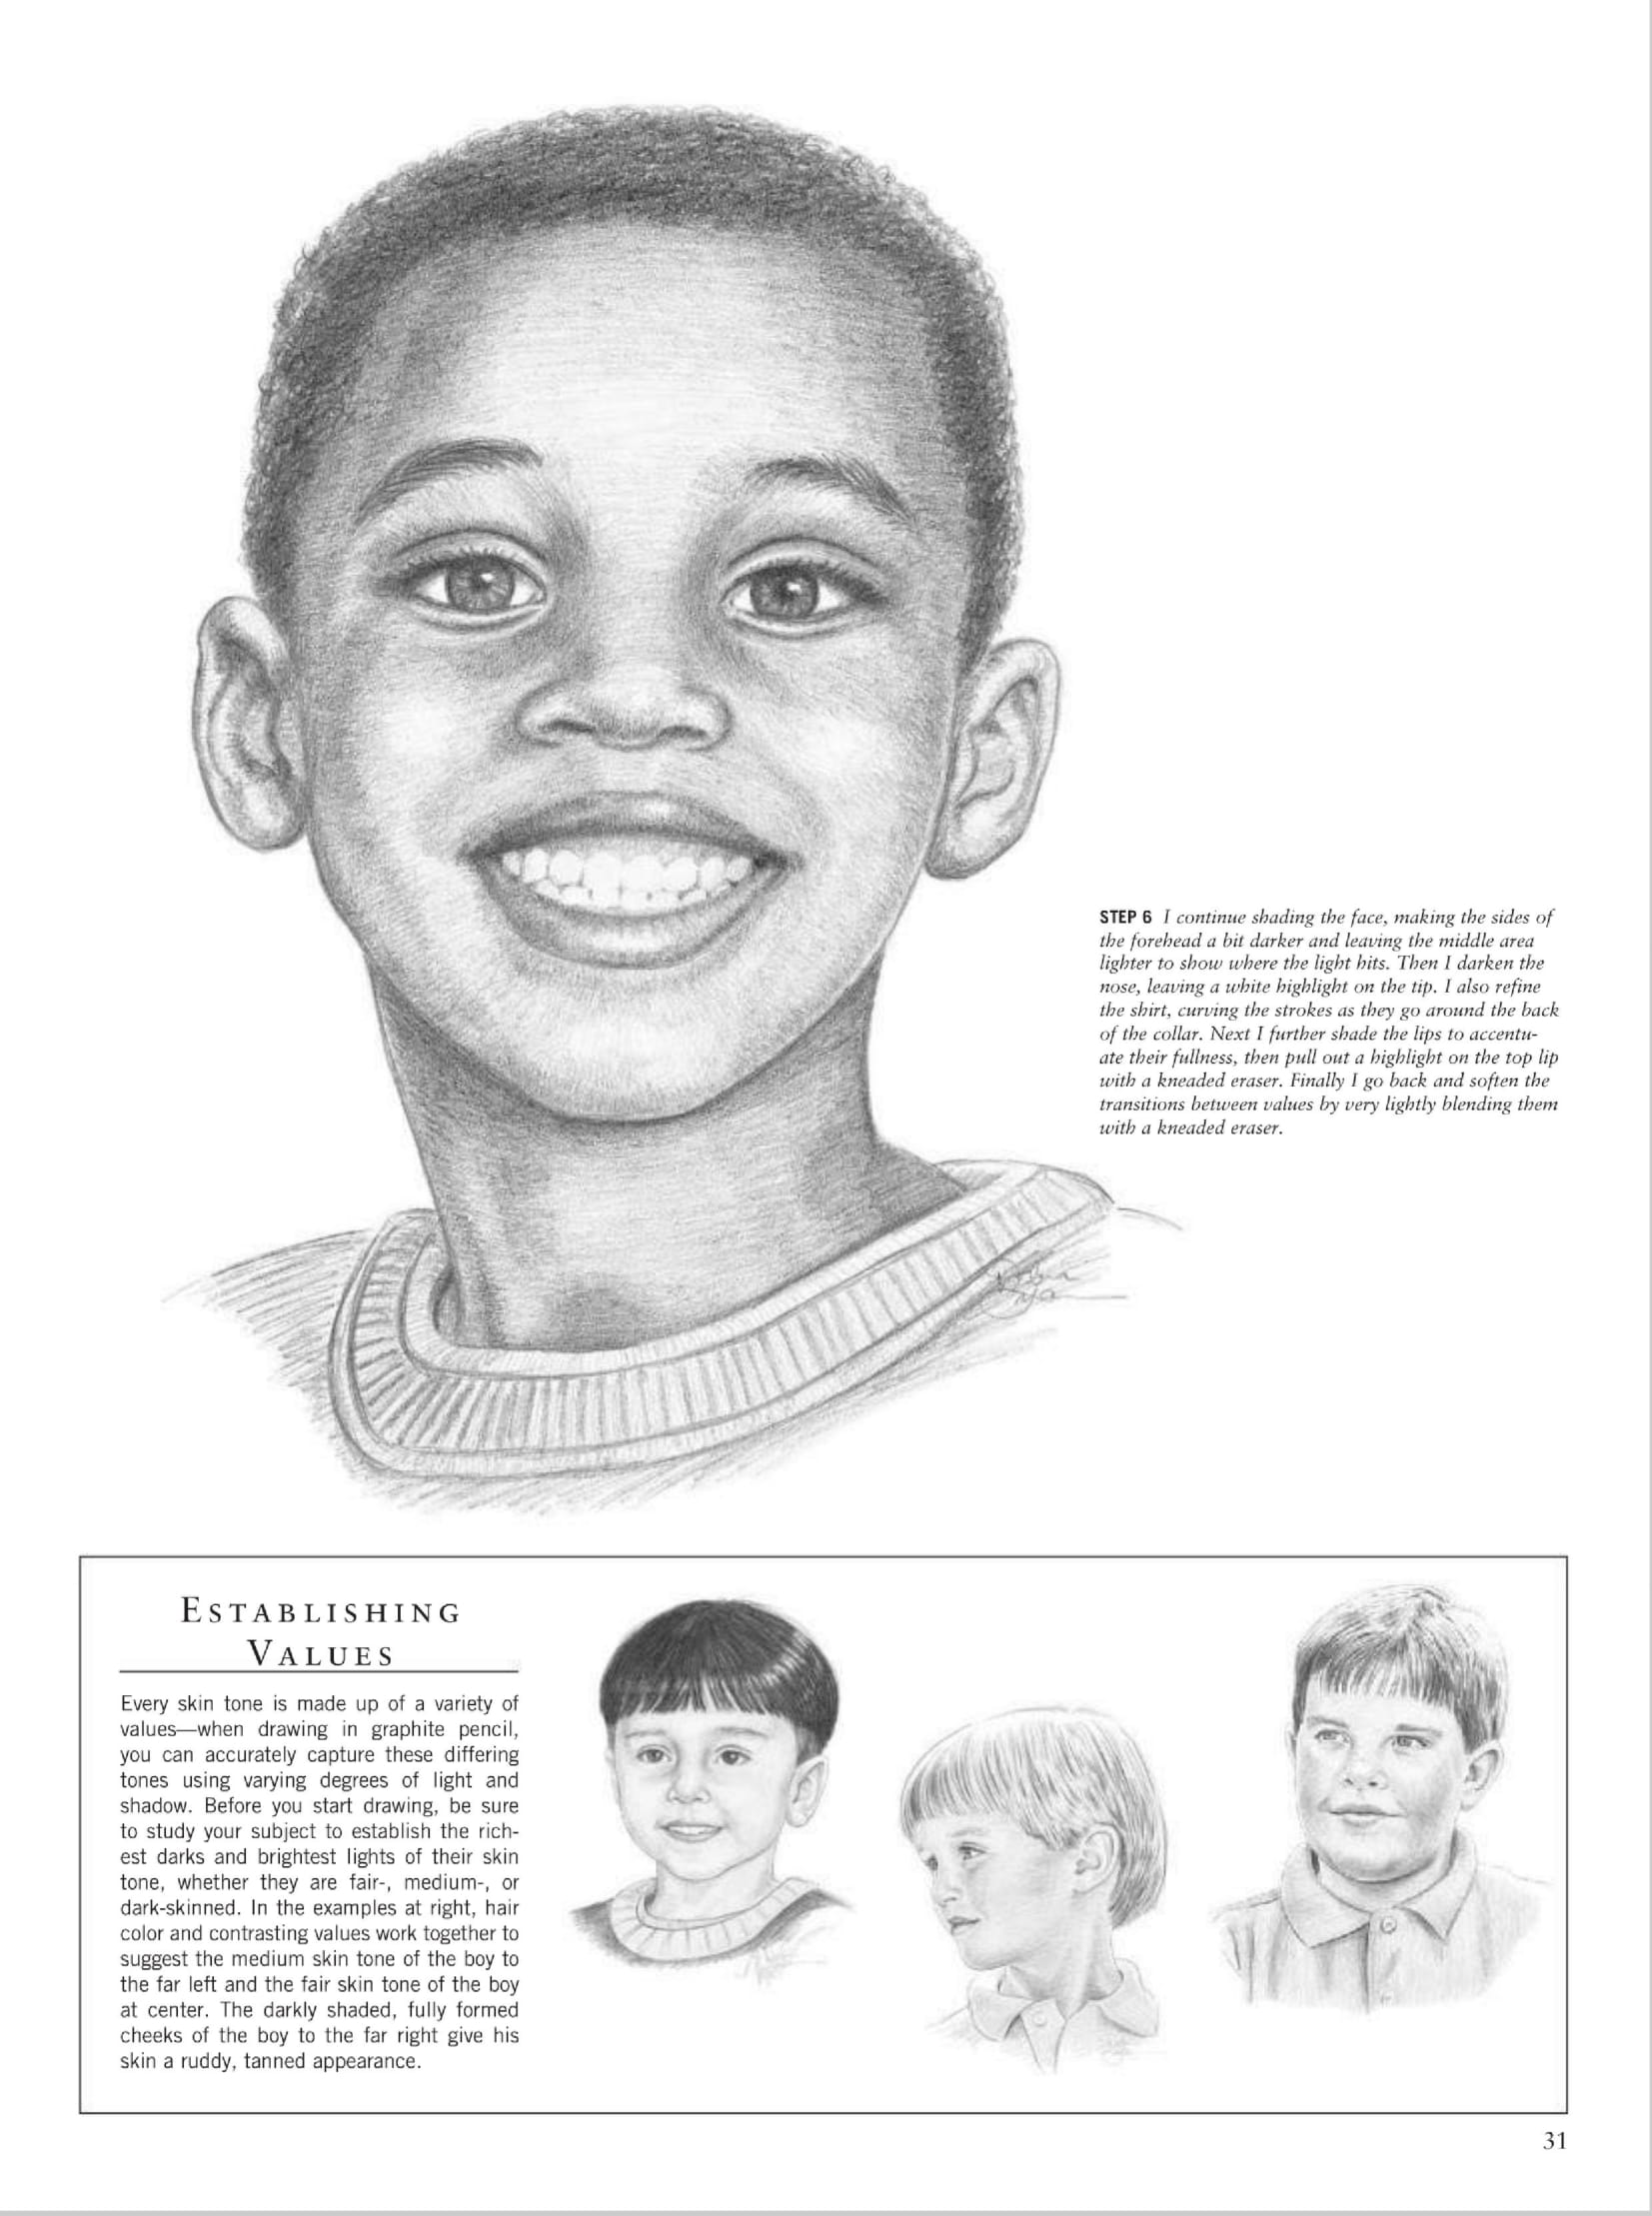 STEP 6 I continue shading the face, making the sides of
the forehead a bit darker and leaving the middle area
lighter to show where the light hits. Then I darken the
nose, leaving a white highlight on the tip. I also refine
the shirt, curving the strokes as they go around the back
of the collar. Next I further shade the lips to accentu-
ate their fullness, then pull out a highlight on the top lip
with a kneaded eraser. Finally I go back and soften the
transitions between values by very lightly blending them
with a kneaded eraser.
ESTABLISHING
VALUES
Every skin tone is made up of a variety of
values—when drawing in graphite pencil,
you can accurately capture these differing
tones using varying degrees of light and
shadow. Before you start drawing, be sure
to study your subject to establish the rich-
est darks and brightest lights of their skin
tone, whether they are fair-, medium-, or
dark-skinned. In the examples at right, hair
color and contrasting values work together to
suggest the medium skin tone of the boy to
the far left and the fair skin tone of the boy
at center. The darkly shaded, fully formed
cheeks of the boy to the far right give his
skin a ruddy, tanned appearance.
31